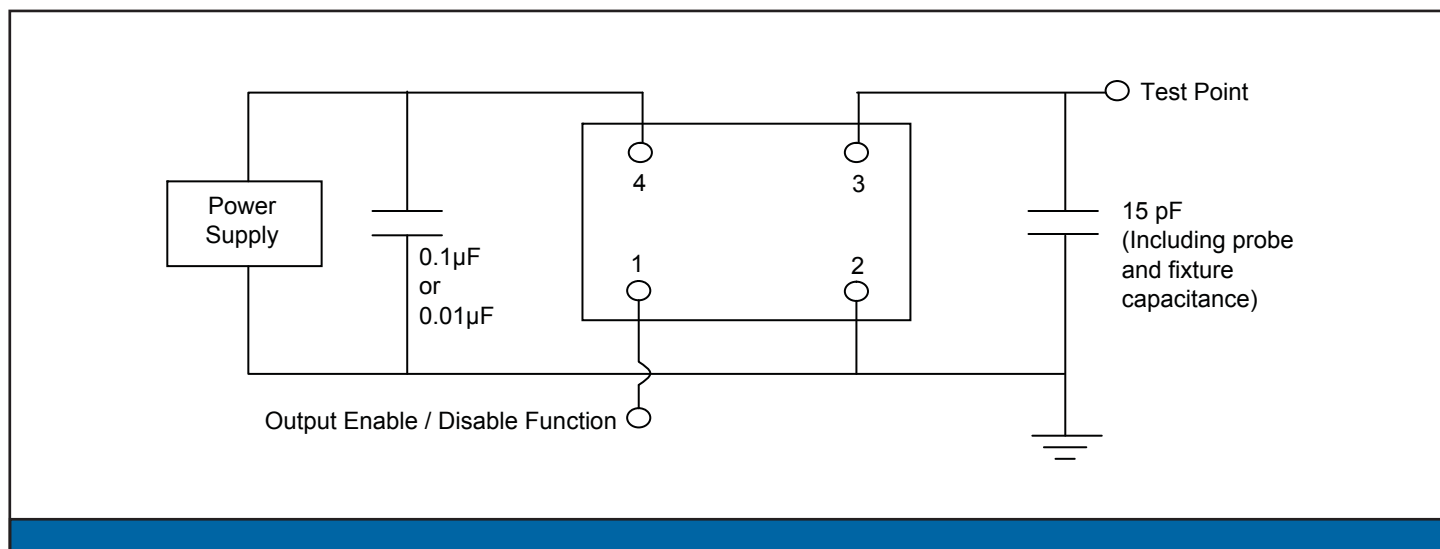 Test Point
4
3
Power
Supply
15 pF
(Including probe
and fixture
capacitance)
0.1µF
or
0.01µF
1
2
Output Enable / Disable Function